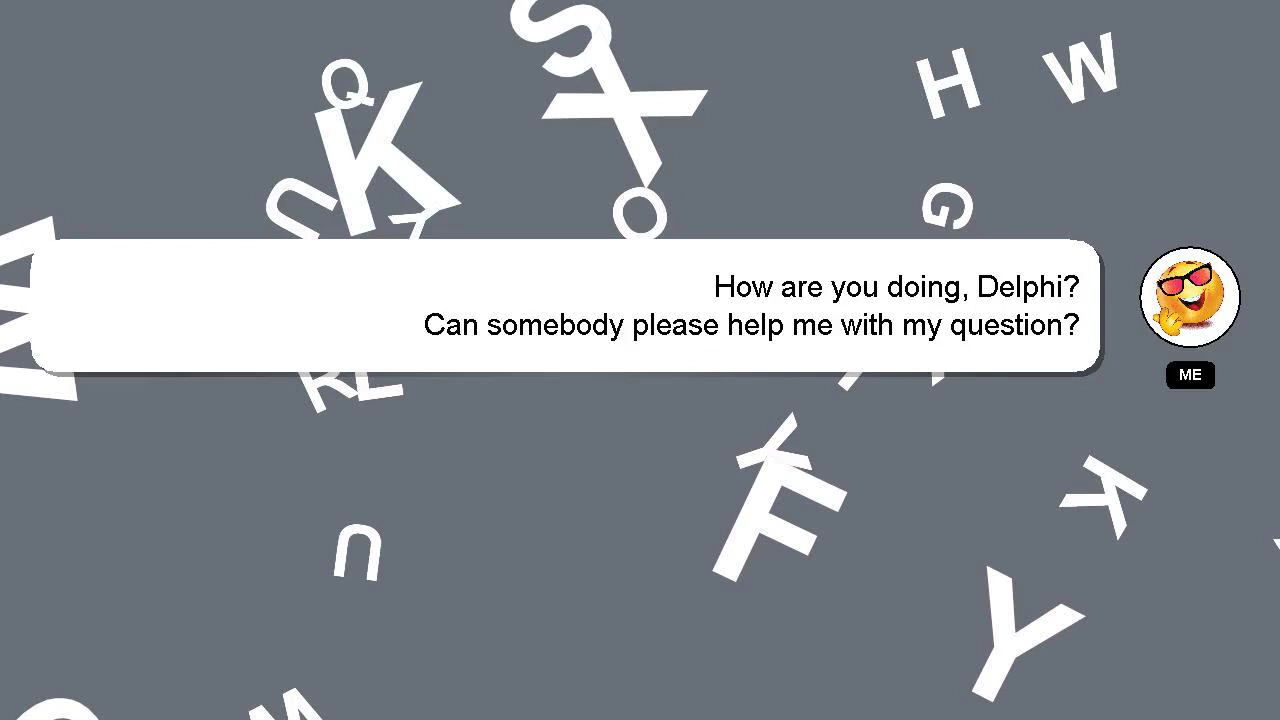 Q
S
X
K
H
W
U
O
G
How are you doing, Delphi?
Can somebody please help me with my question?
ME
R
Z
K
F
K
U
Y
M